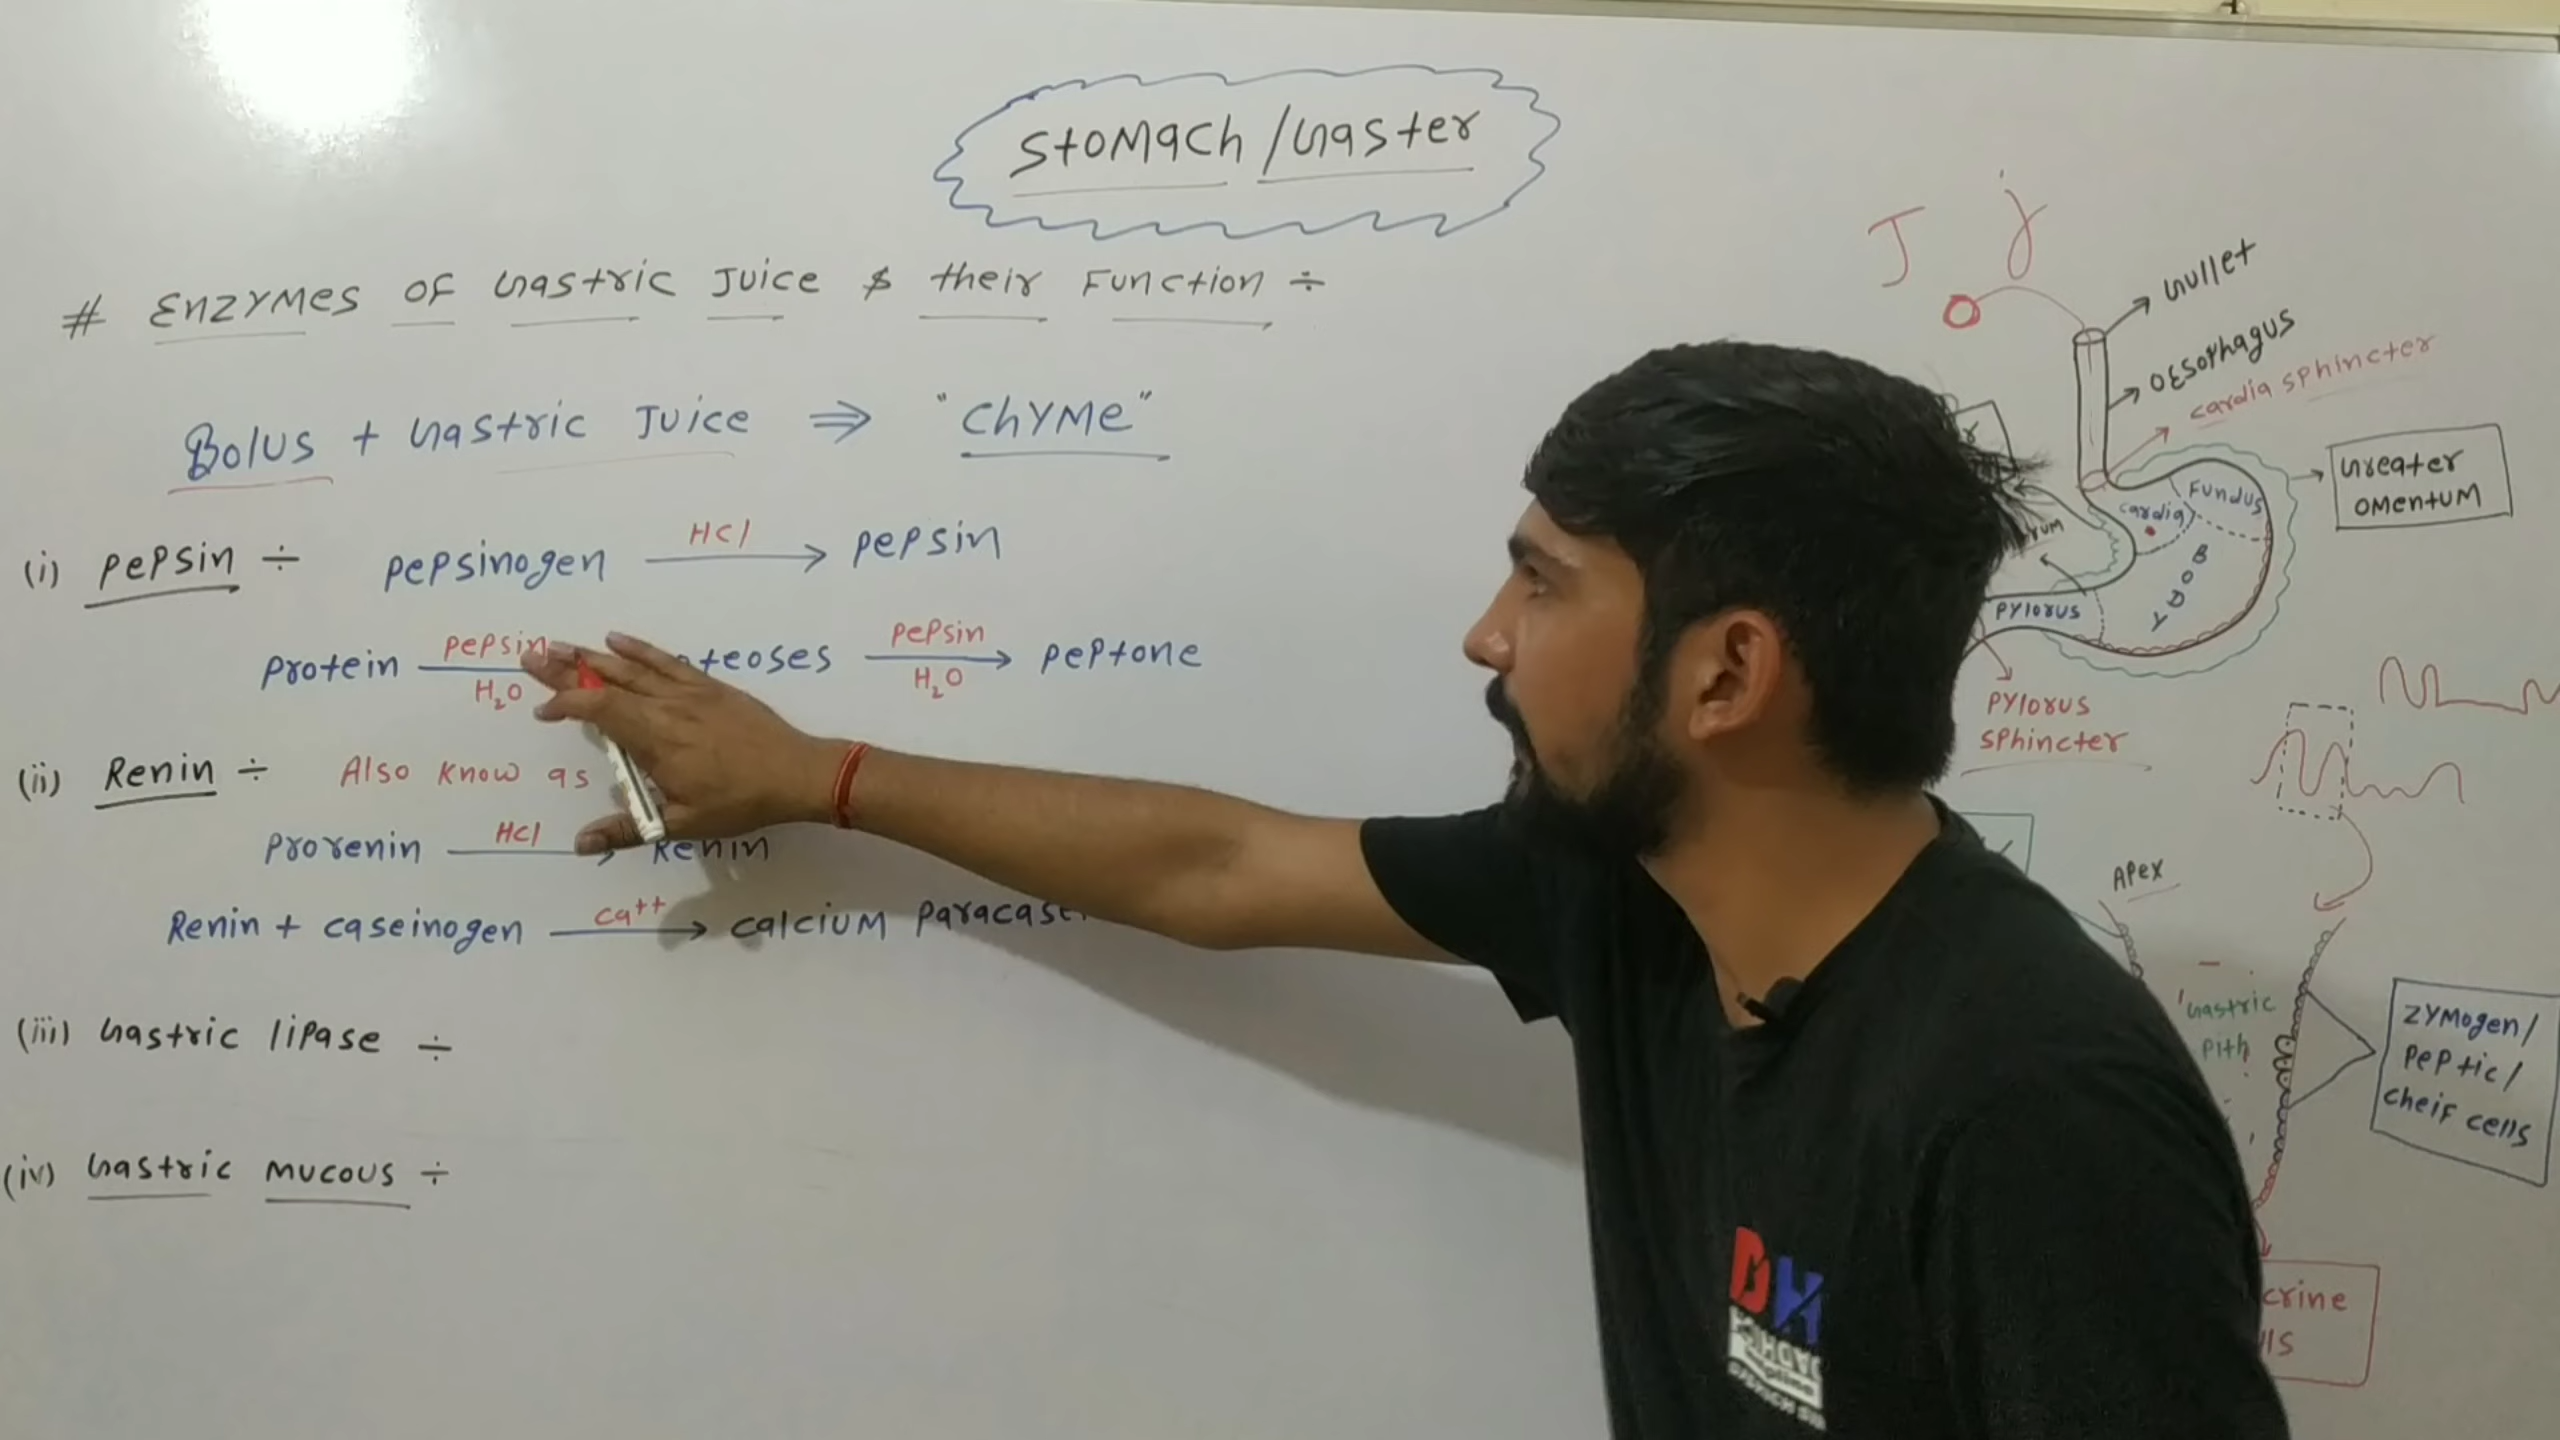 Stomach / Gaster
# Enzymes of Gastric Juice & their Function ÷
Bolus + Gastric Juice ⇒ "Chyme"
(i) Pepsin ÷ Pepsinogen HCl → Pepsin
Protein Pepsin H2O teoses Pepsin H2O → Peptone
(ii) Renin ÷ Also know as
Prorenin HCl → Renin
Renin + caseinogen Ca++ → Calcium
(iii) Gastric lipase ÷
(iv) Gastric Mucous ÷
J
Gullet
Oesophagus
cardia sphincter
Greater
Omentum
Fundus
cardia
BODY
Pylorus
Pylorus
Sphincter
Apex
Gastric
Pith
Zymogen/
Peptic/
Cheif cells
crine
lls
DH